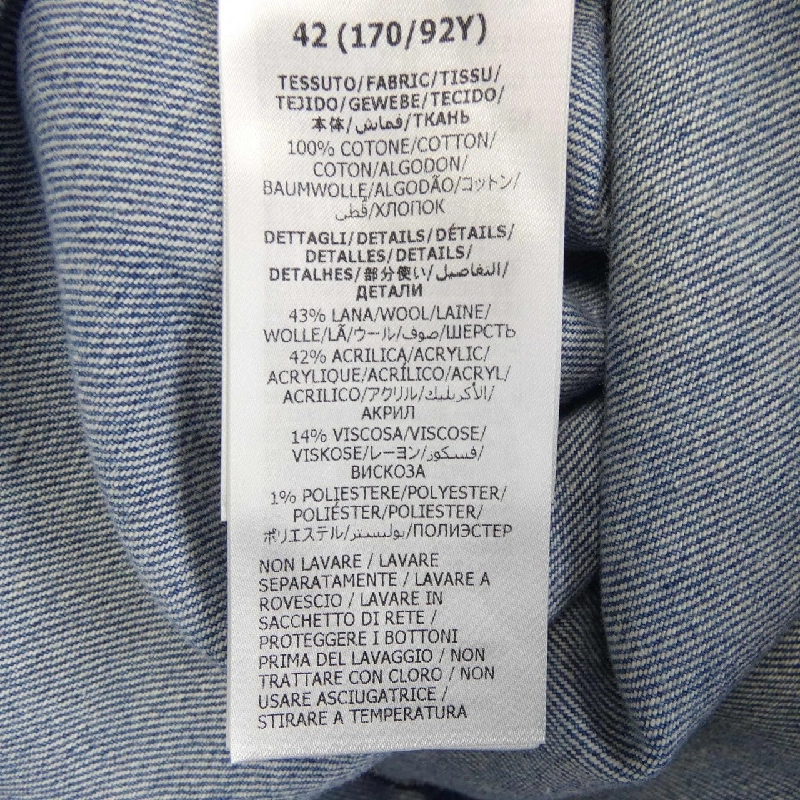 42 (170/92Y)
TESSUTO/FABRIC/TISSU/
TEJIDO/GEWEBE/TECIDO/
本体/قماش/ТКАНЬ
100% COTONE/COTTON/
COTON/ALGODON/
BAUMWOLLE/ALGODÃO/コットン/
قطن/ХЛОПОК
DETTAGLI/DETAILS/DÉTAILS/
DETALLES/DETAILS/
DETALHES/部分使い/التفاصيل/
ДЕТАЛИ
43% LANA/WOOL/LAINE/
WOLLE/LÃ/ウール/صوف/ШЕРСТЬ
42% ACRILICA/ACRYLIC/
ACRYLIQUE/ACRÍLICO/ACRYL/
ACRILICO/アクリル/الأكريليك/
АКРИЛ
14% VISCOSA/VISCOSE/
VISKOSE/レーヨン/فسكوز/
ВИСКОЗА
1% POLIESTERE/POLYESTER/
POLIÉSTER/POLIESTER/
ポリエステル/بوليستر/ПОЛИЭСТЕР
NON LAVARE / LAVARE
SEPARATAMENTE / LAVARE A
ROVESCIO / LAVARE IN
SACCHETTO DI RETE /
PROTEGGERE I BOTTONI
PRIMA DEL LAVAGGIO / NON
TRATTARE CON CLORO / NON
USARE ASCIUGATRICE /
STIRARE A TEMPERATURA